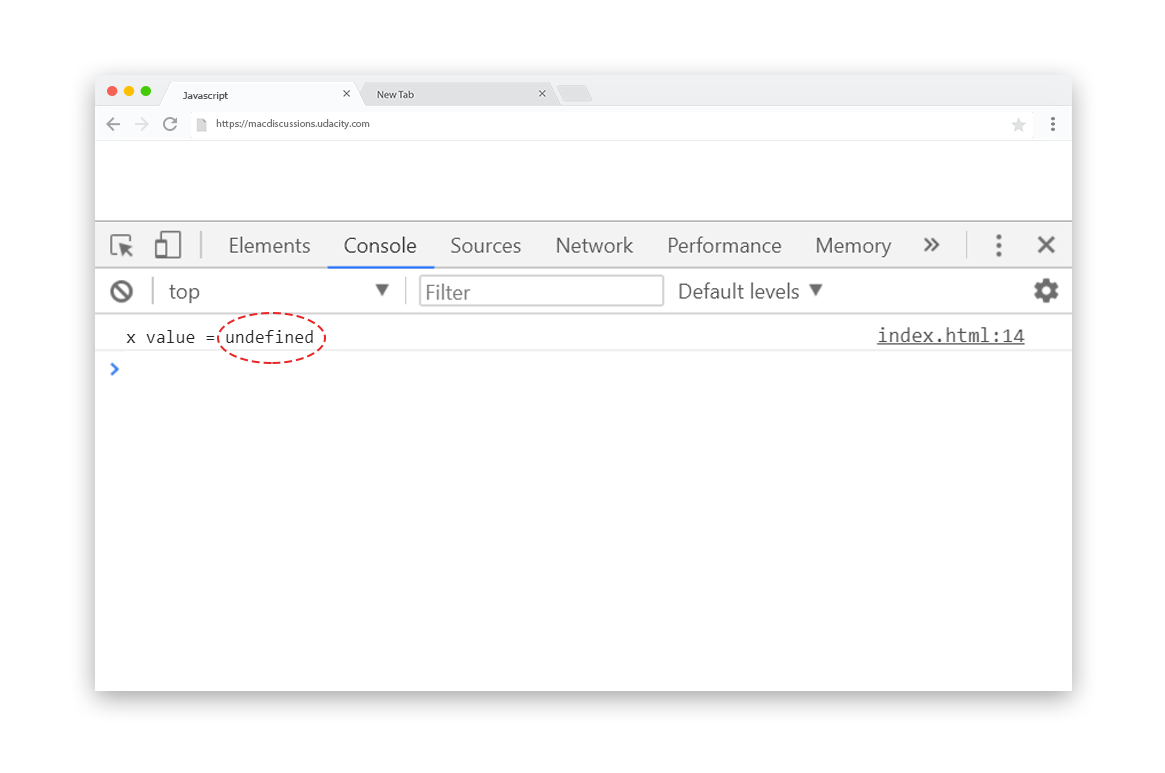 Javascript New Tab
https://macdiscussions.udacity.com
Elements Console Sources Network Performance Memory
top Filter Default levels
x value = undefined index.html:14